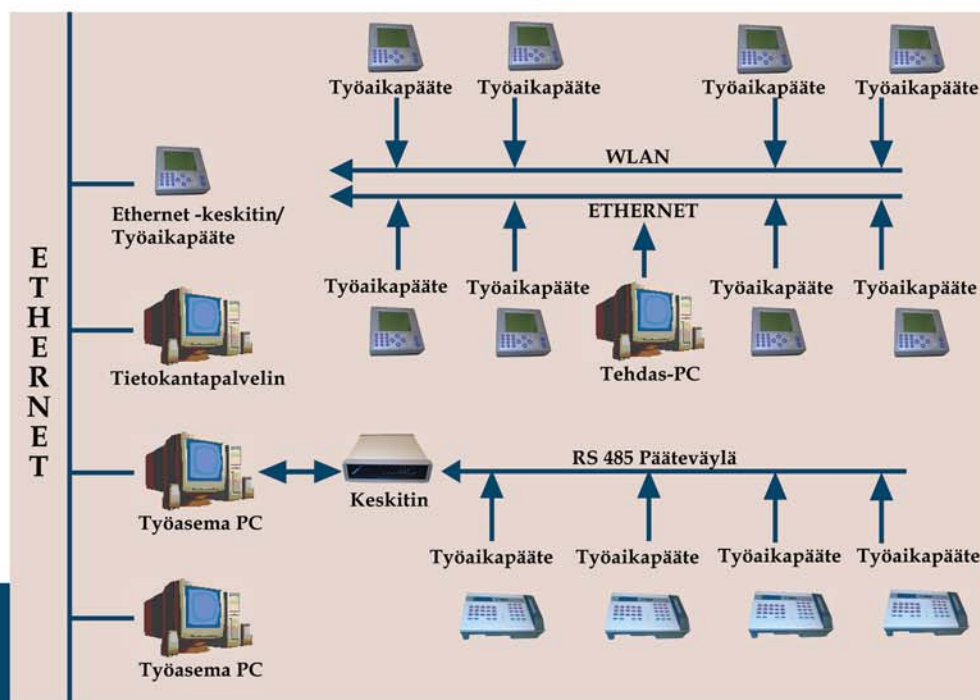 Työaikapääte
Työaikapääte
Työaikapääte
Työaikapääte
WLAN
ETHERNET
Ethernet -keskitin/
Työaikapääte
ETHERNET
Työaikapääte
Työaikapääte
Työaikapääte
Työaikapääte
Tietokantapalvelin
Tehdas-PC
RS 485 Pääteväylä
Keskitin
Työasema PC
Työaikapääte
Työaikapääte
Työaikapääte
Työaikapääte
Työasema PC